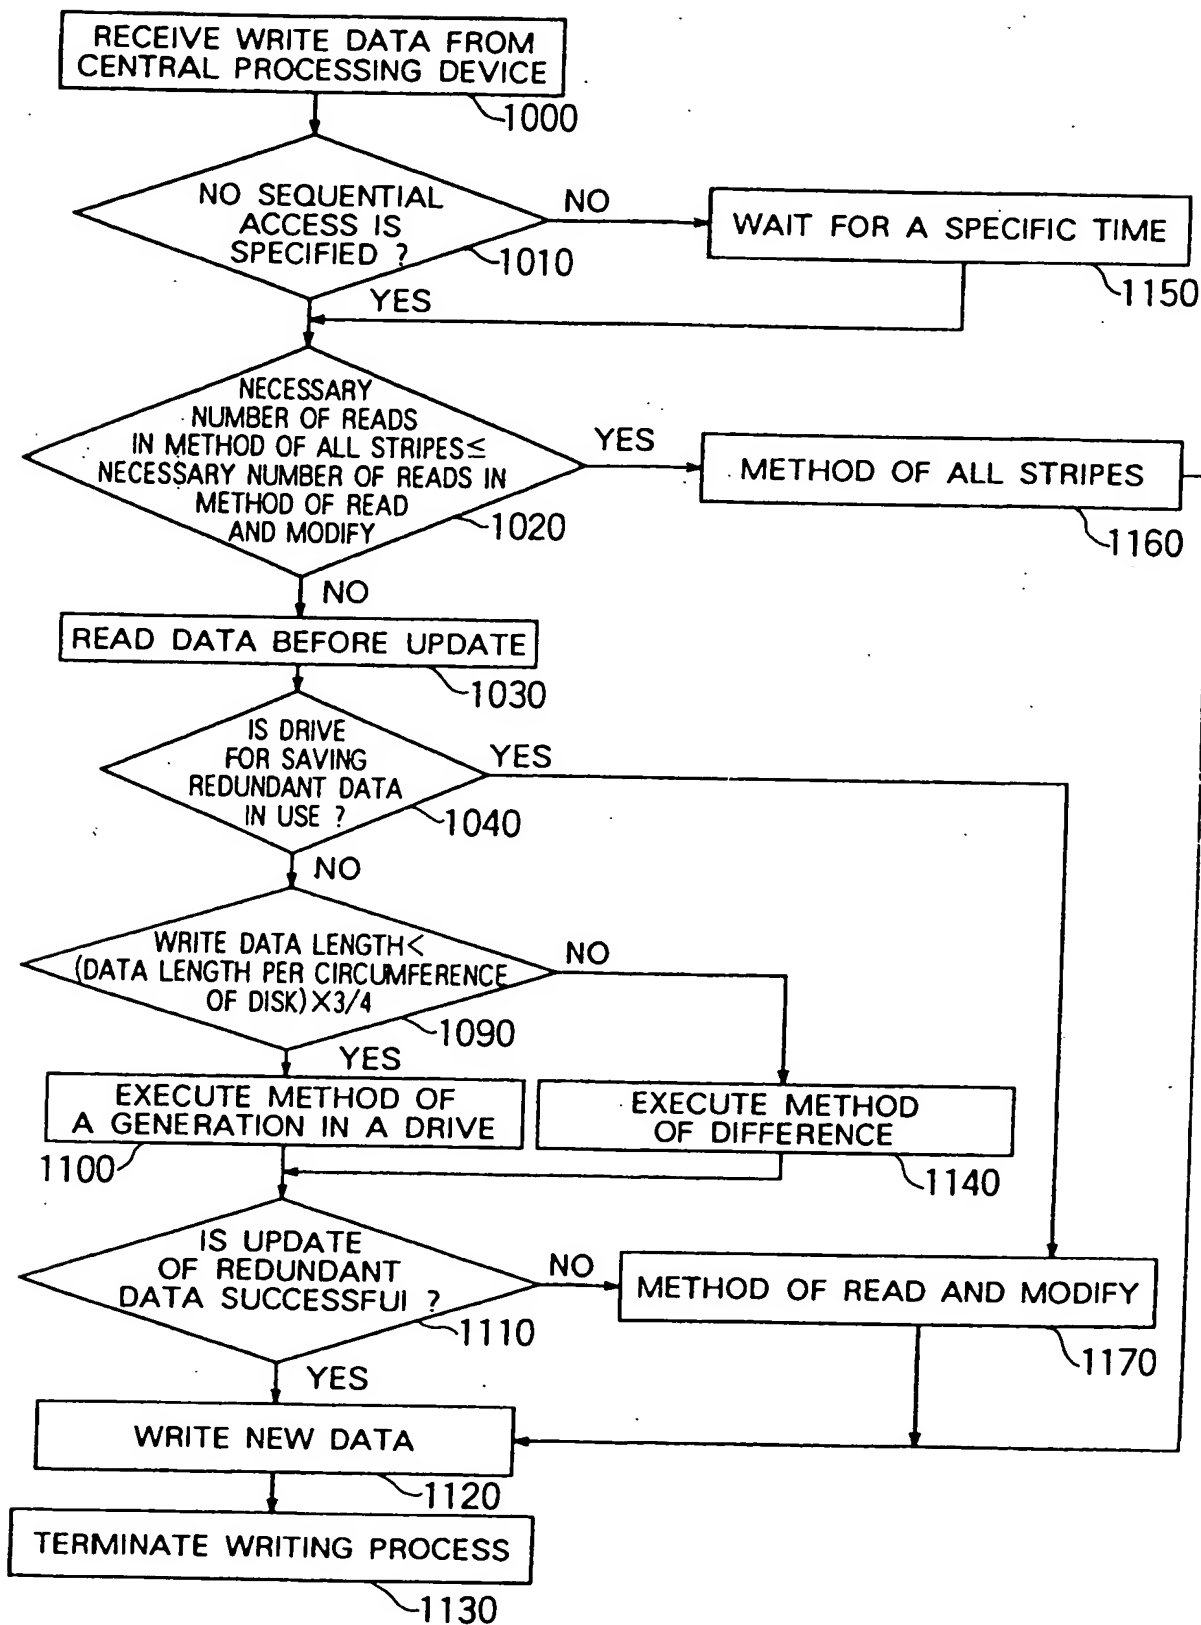 RECEIVE WRITE DATA FROM
CENTRAL PROCESSING DEVICE
1000
NO SEQUENTIAL
ACCESS IS
SPECIFIED ?
1010
NO
WAIT FOR A SPECIFIC TIME
1150
YES
NECESSARY
NUMBER OF READS
IN METHOD OF ALL STRIPES≤
NECESSARY NUMBER OF READS IN
METHOD OF READ
AND MODIFY
1020
YES
METHOD OF ALL STRIPES
1160
NO
READ DATA BEFORE UPDATE
1030
IS DRIVE
FOR SAVING
REDUNDANT DATA
IN USE ?
1040
YES
NO
WRITE DATA LENGTH<
(DATA LENGTH PER CIRCUMFERENCE
OF DISK)X3/4
1090
NO
YES
EXECUTE METHOD OF
A GENERATION IN A DRIVE
1100
EXECUTE METHOD
OF DIFFERENCE
1140
IS UPDATE
OF REDUNDANT
DATA SUCCESSFUI ?
1110
NO
METHOD OF READ AND MODIFY
1170
YES
WRITE NEW DATA
1120
TERMINATE WRITING PROCESS
1130